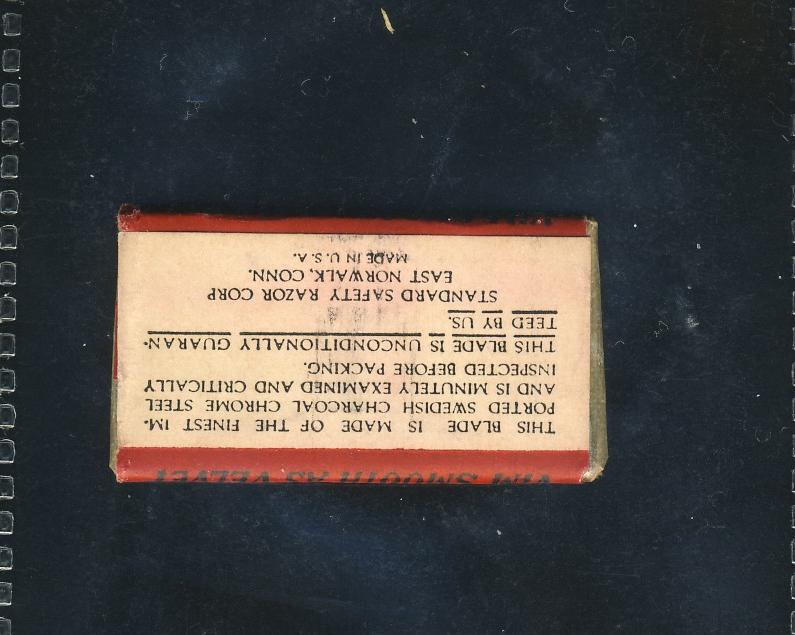 THIS BLADE IS MADE OF THE FINEST IM-
PORTED SWEDISH CHARCOAL CHROME STEEL
AND IS MINUTELY EXAMINED AND CRITICALLY
INSPECTED BEFORE PACKING.
THIS BLADE IS UNCONDITIONALLY GUARAN-
TEED BY US.
STANDARD SAFETY RAZOR CORP
EAST NORWALK, CONN.
MADE IN U.S.A.
VIM SMOOTH AS VELVET